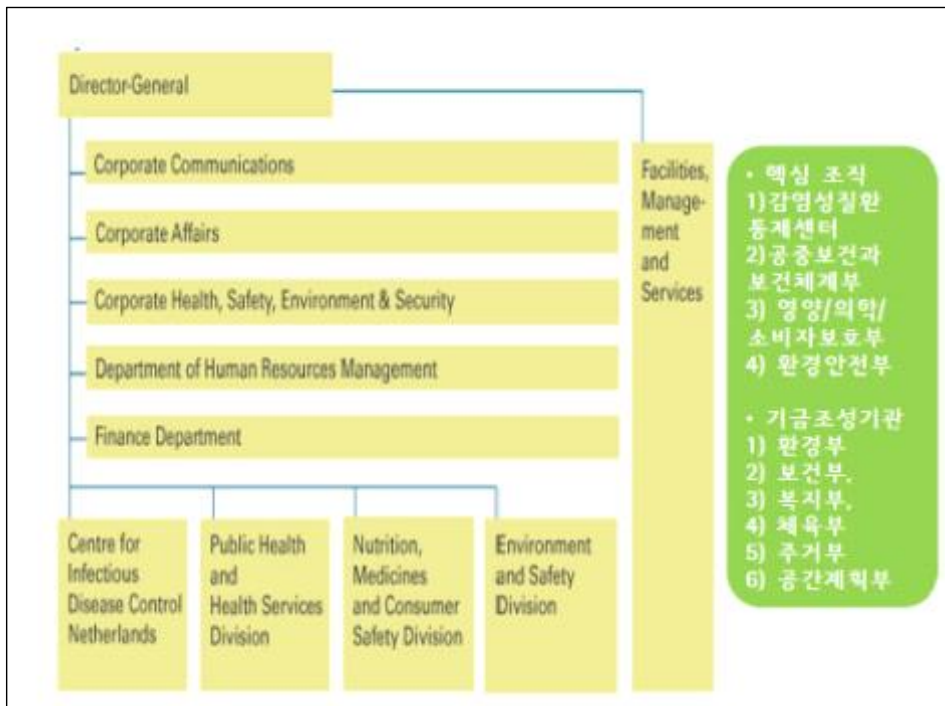 Director-General
Corporate Communications
Corporate Affairs
Corporate Health, Safety, Environment & Security
Department of Human Resources Management
Finance Department
Facilities,
Manage-
ment
and
Services
Centre for
Infectious
Disease Control
Netherlands
Public Health
and
Health Services
Division
Nutrition,
Medicines
and Consumer
Safety Division
Environment
and Safety
Division
• 핵심 조직
1)감염성질환
통제센터
2)공중보건과
보건체계부
3) 영양/의학/
소비자보호부
4) 환경안전부
• 기금조성기관
1) 환경부
2) 보건부,
3) 복지부,
4) 체육부
5) 주거부
6) 공간계획부